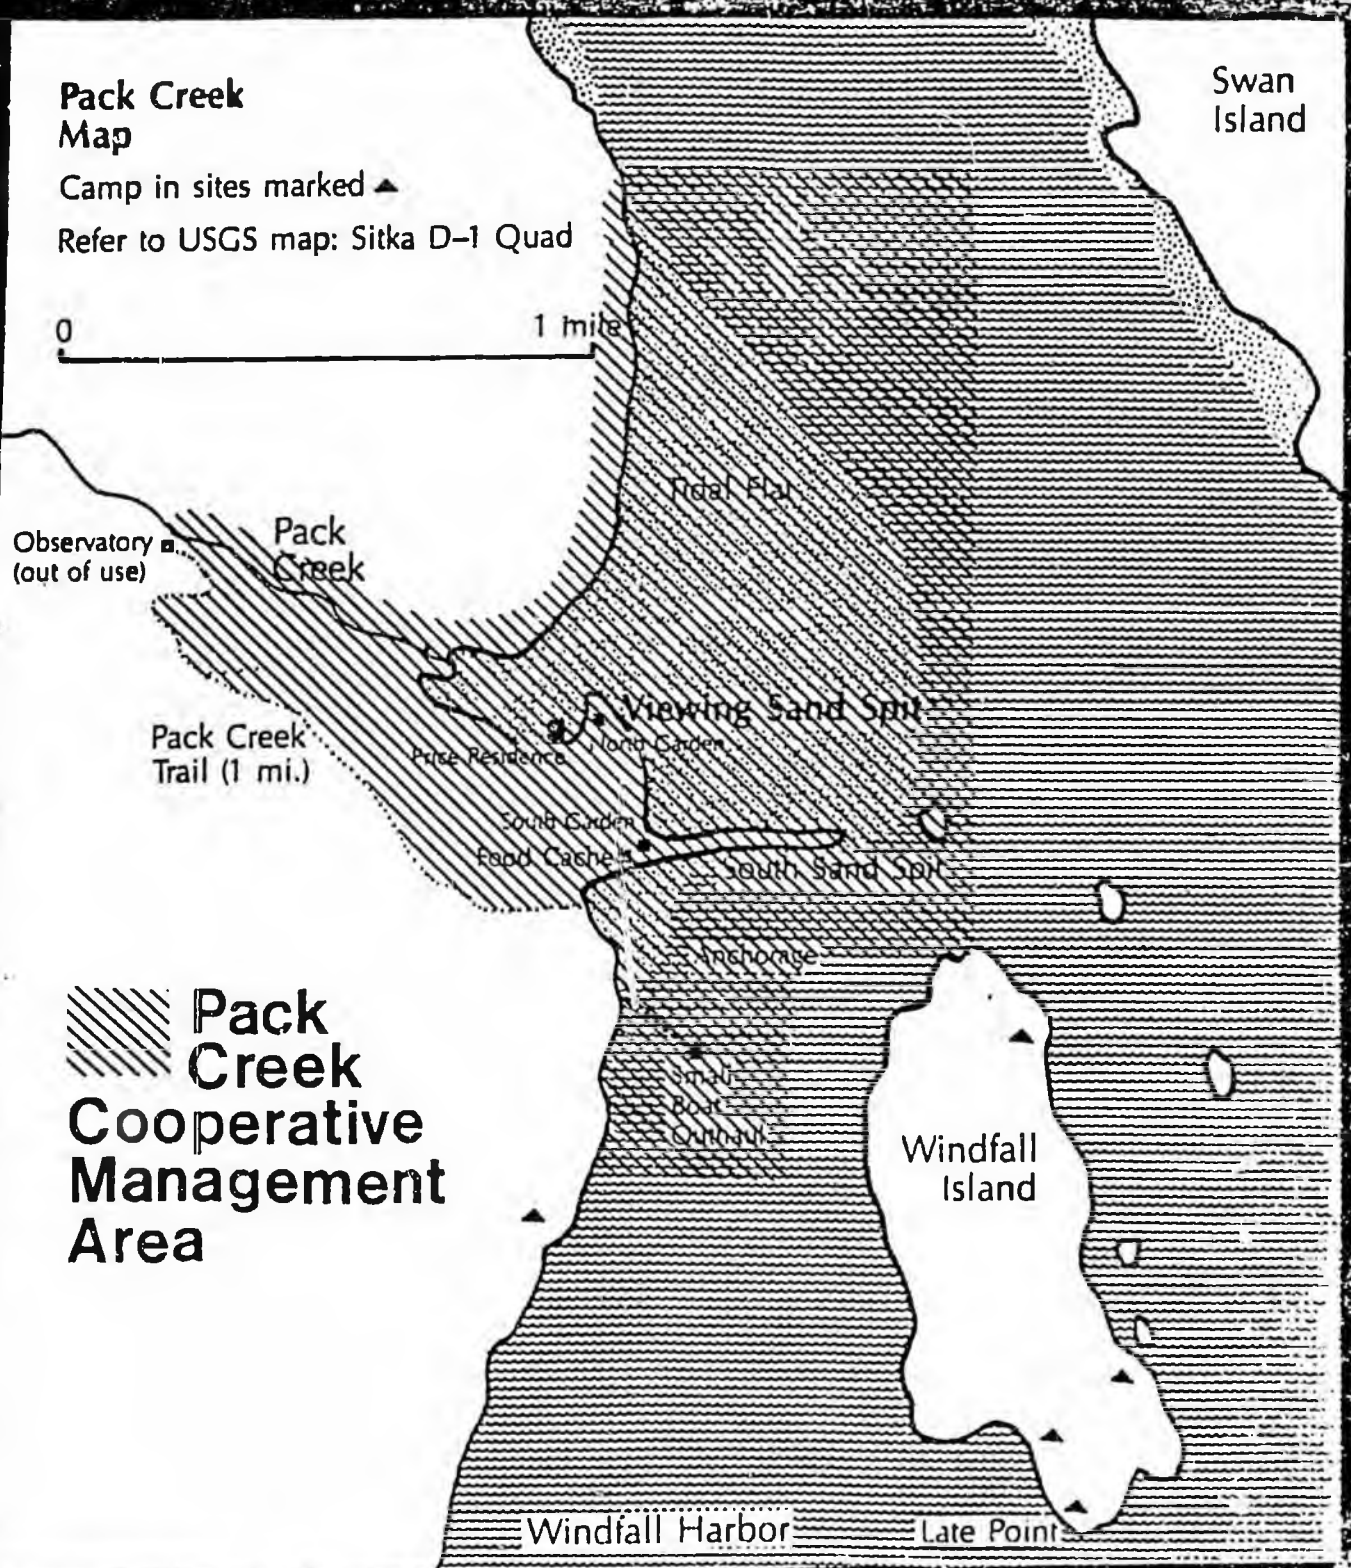 Pack Creek
Map
Camp in sites marked
Refer to USGS map: Sitka D-1 Quad
0
1 mile
Swan
Island
Tidal Flat
Observatory
(out of use)
Pack
Creek
Viewing Sand Spit
North Garden
Price Residence
Pack Creek
Trail (1 mi.)
South Garden
Food Cache
South Sand Spit
Anchorage
Small
Boat
Outhaul
Pack
Creek
Cooperative
Management
Area
Windfall
Island
Windfall Harbor
Late Point